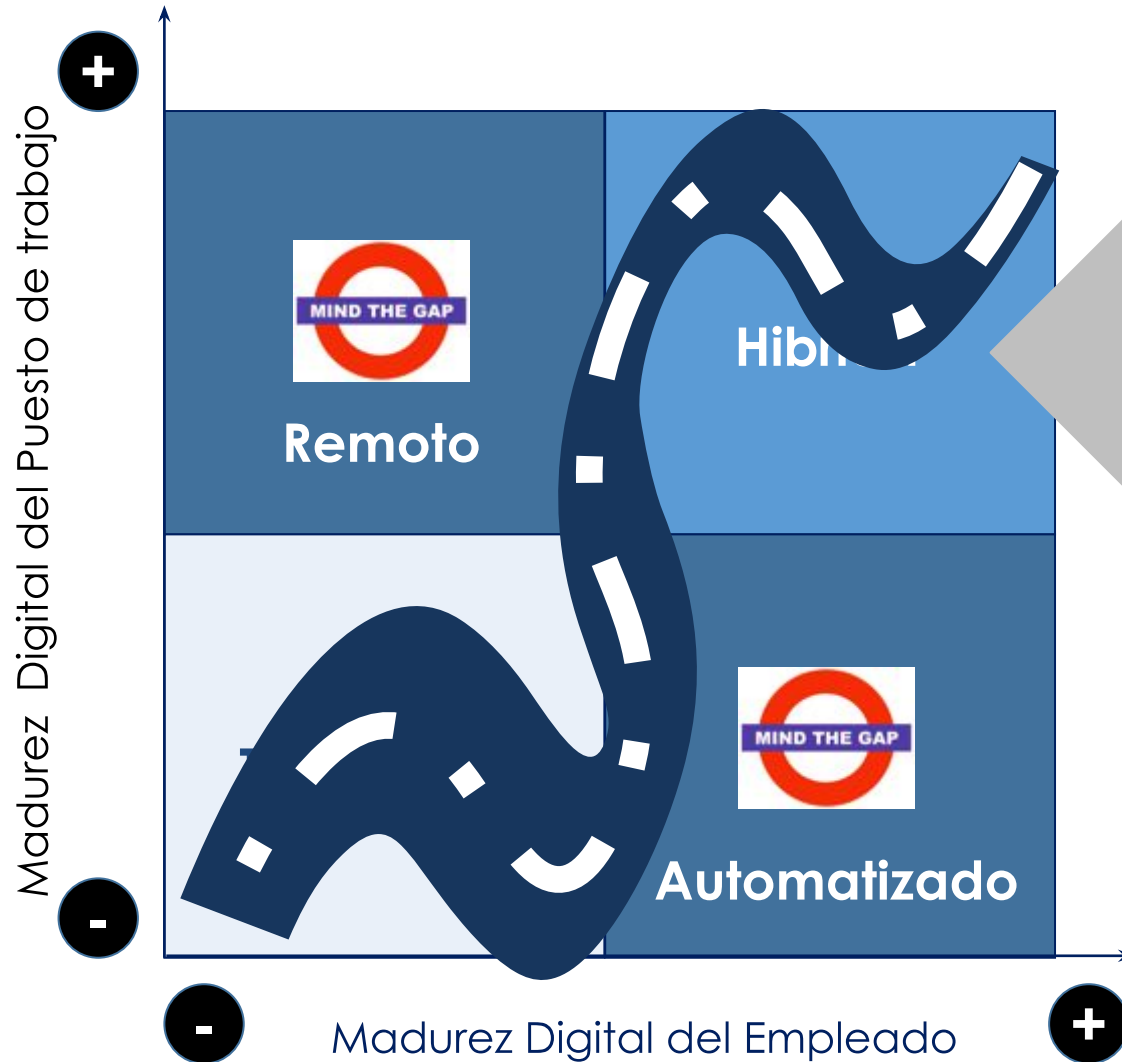 +
Madurez Digital del Puesto de trabajo
MIND THE GAP
Remoto
MIND THE GAP
Automatizado
-
-
Madurez Digital del Empleado
+